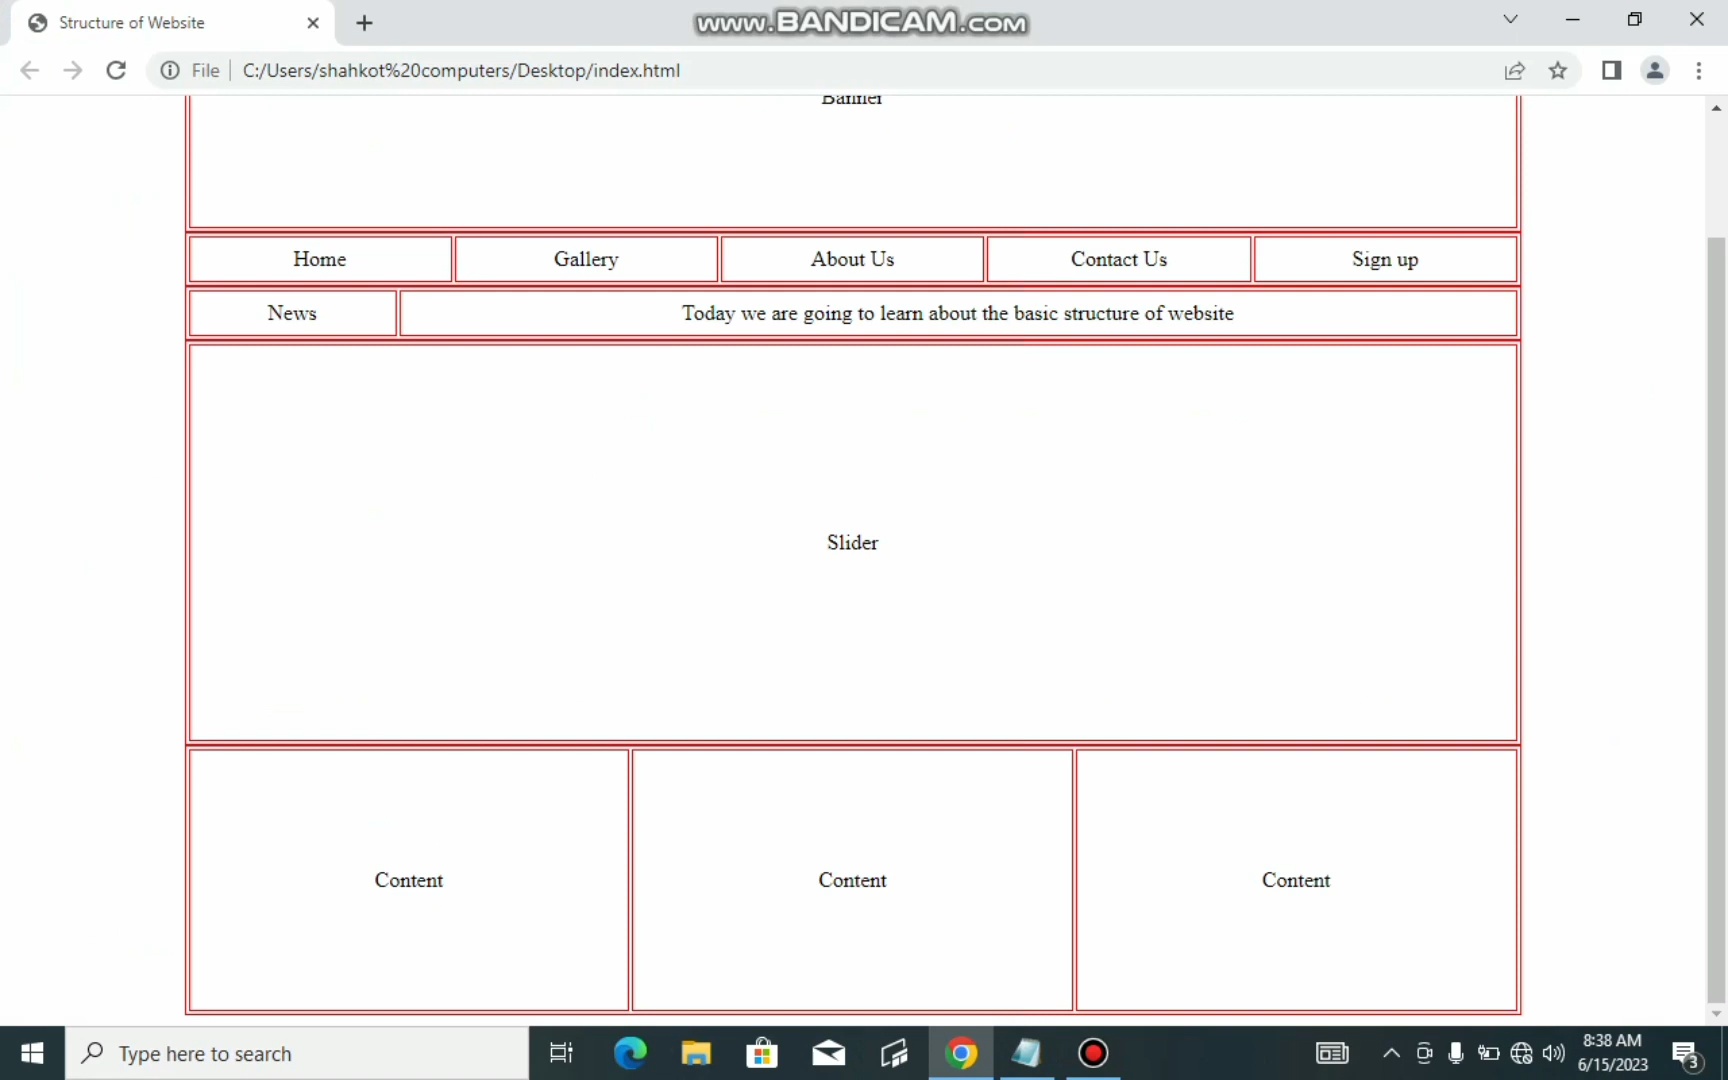 Structure of Website
www.BANDICAM.com
File
C:/Users/shahkot%20computers/Desktop/index.html
Banner
Home Gallery About Us Contact Us Sign up
News Today we are going to learn about the basic structure of website
Slider
Content Content Content
Type here to search
8:38 AM
6/15/2023
3